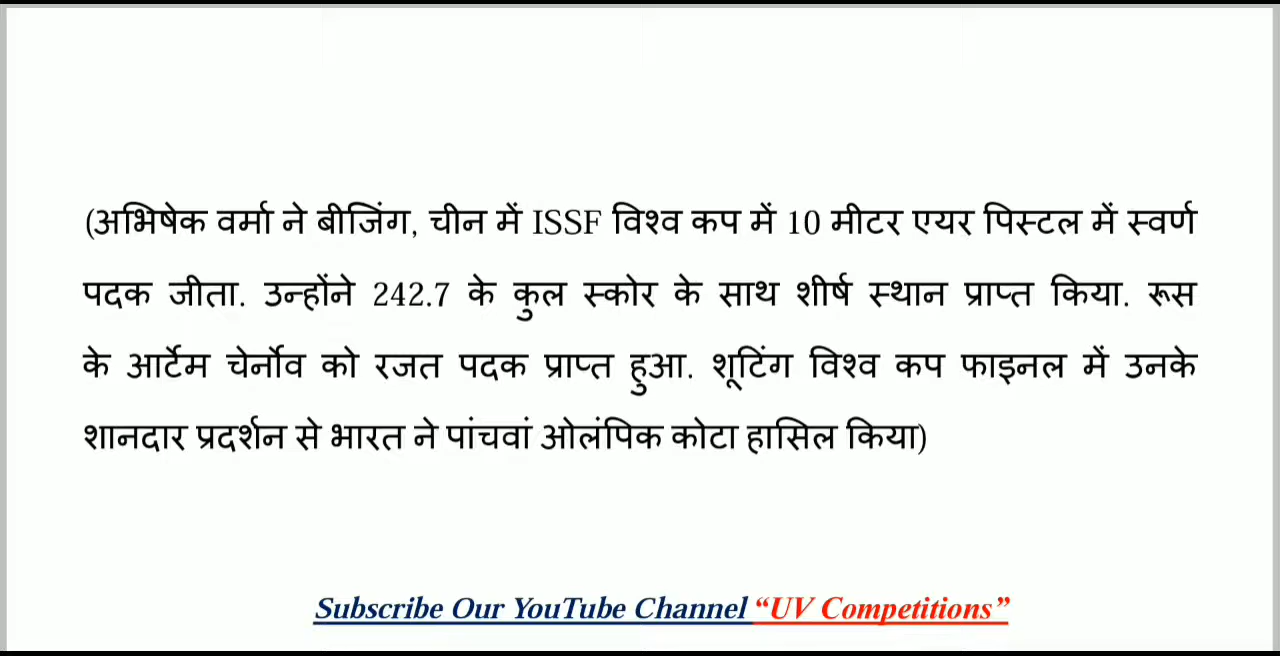 (अभिषेक वर्मा ने बीजिंग, चीन में ISSF विश्व कप में 10 मीटर एयर पिस्टल में स्वर्ण
पदक जीता. उन्होंने 242.7 के कुल स्कोर के साथ शीर्ष स्थान प्राप्त किया. रूस
के आर्टेम चेर्नोव को रजत पदक प्राप्त हुआ. शूटिंग विश्व कप फाइनल में उनके
शानदार प्रदर्शन से भारत ने पांचवां ओलंपिक कोटा हासिल किया)
Subscribe Our YouTube Channel “UV Competitions”